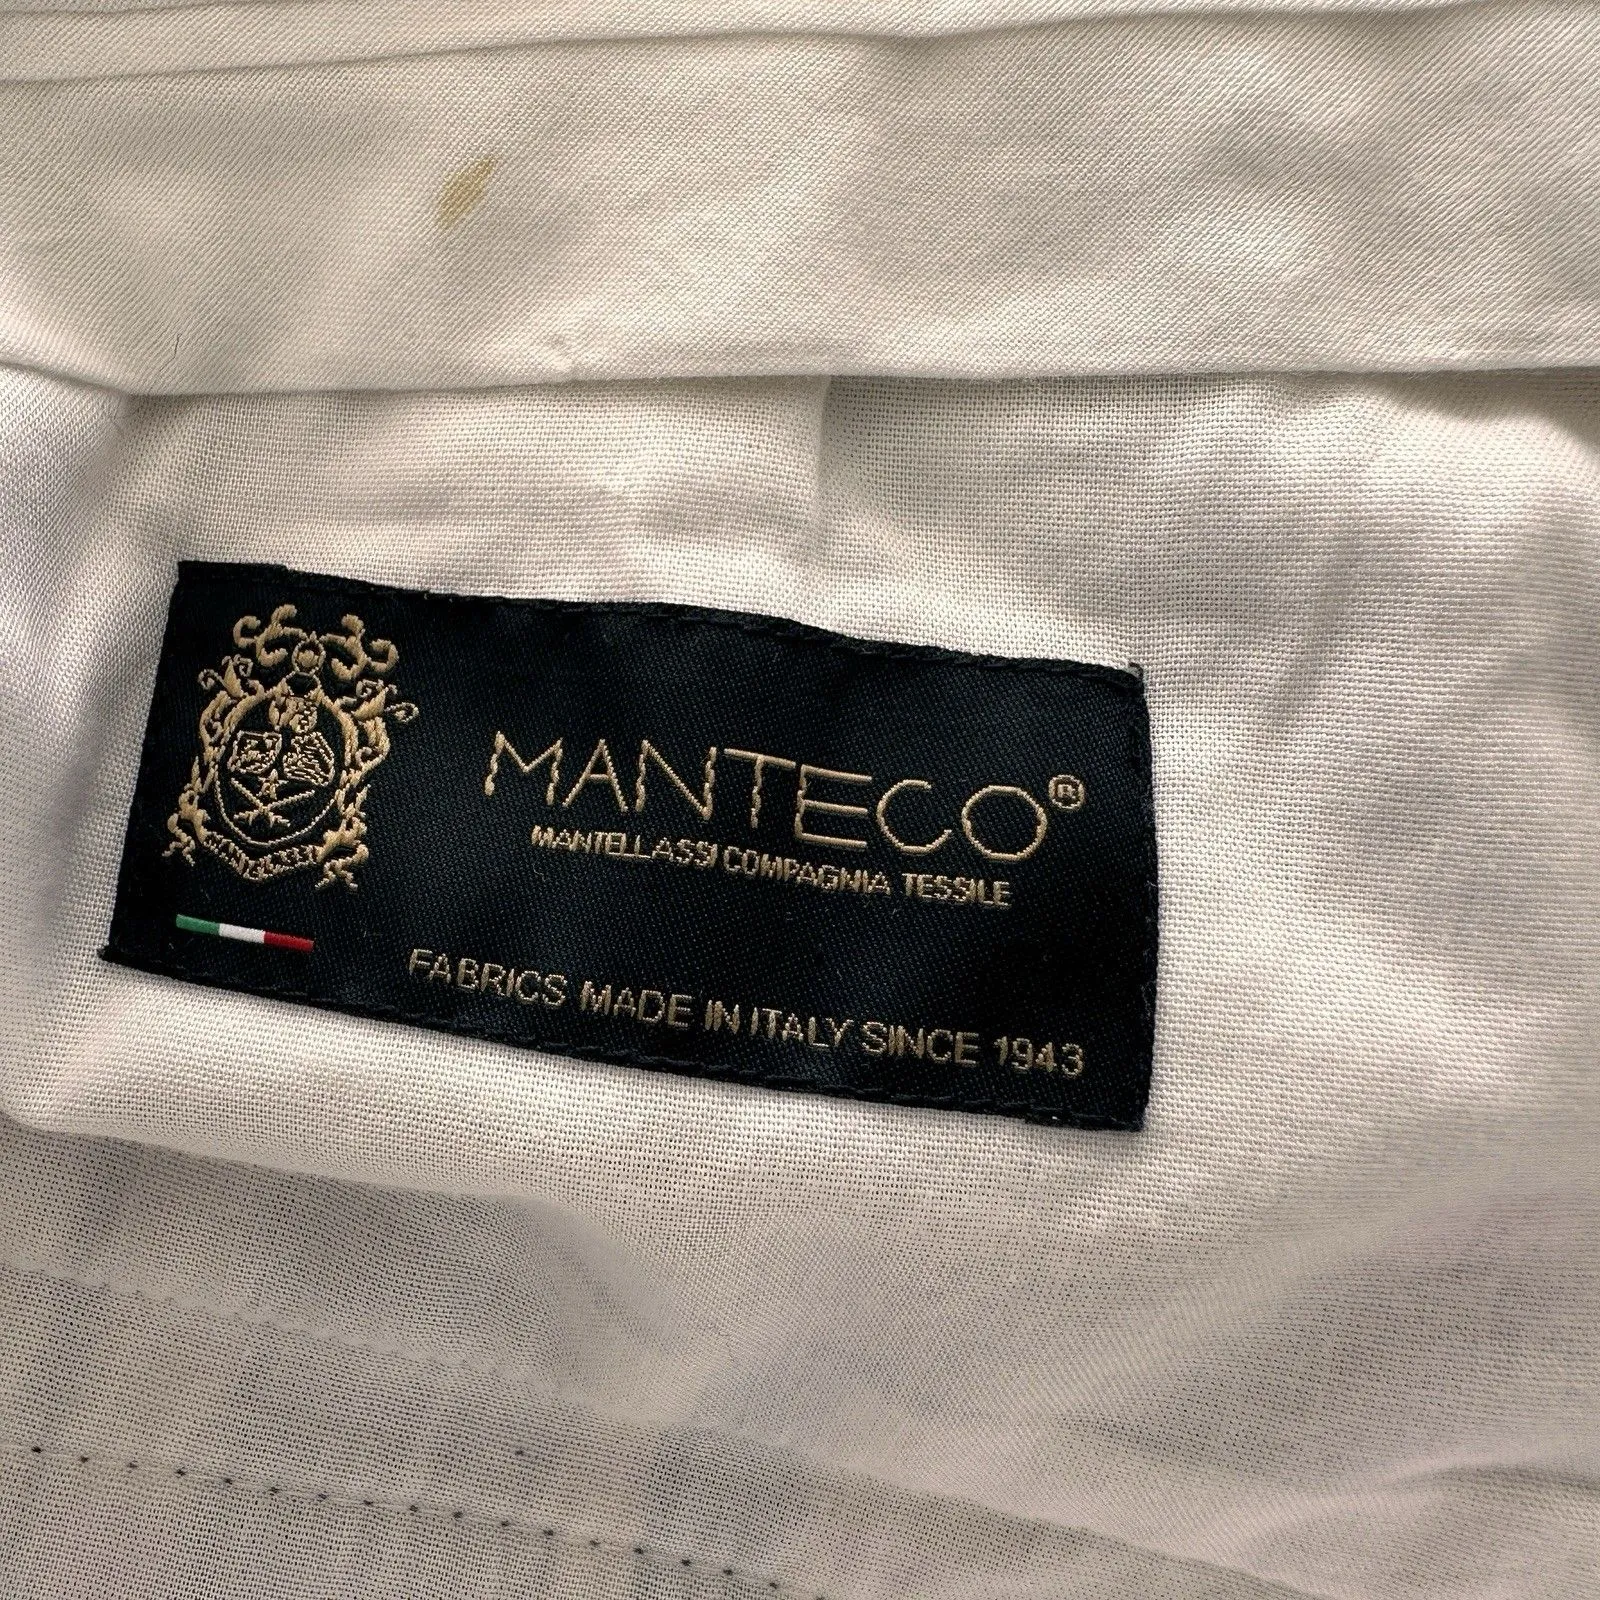 MANTECO®
MANTELLASSI COMPAGNIA TESSILE
FABRICS MADE IN ITALY SINCE 1943